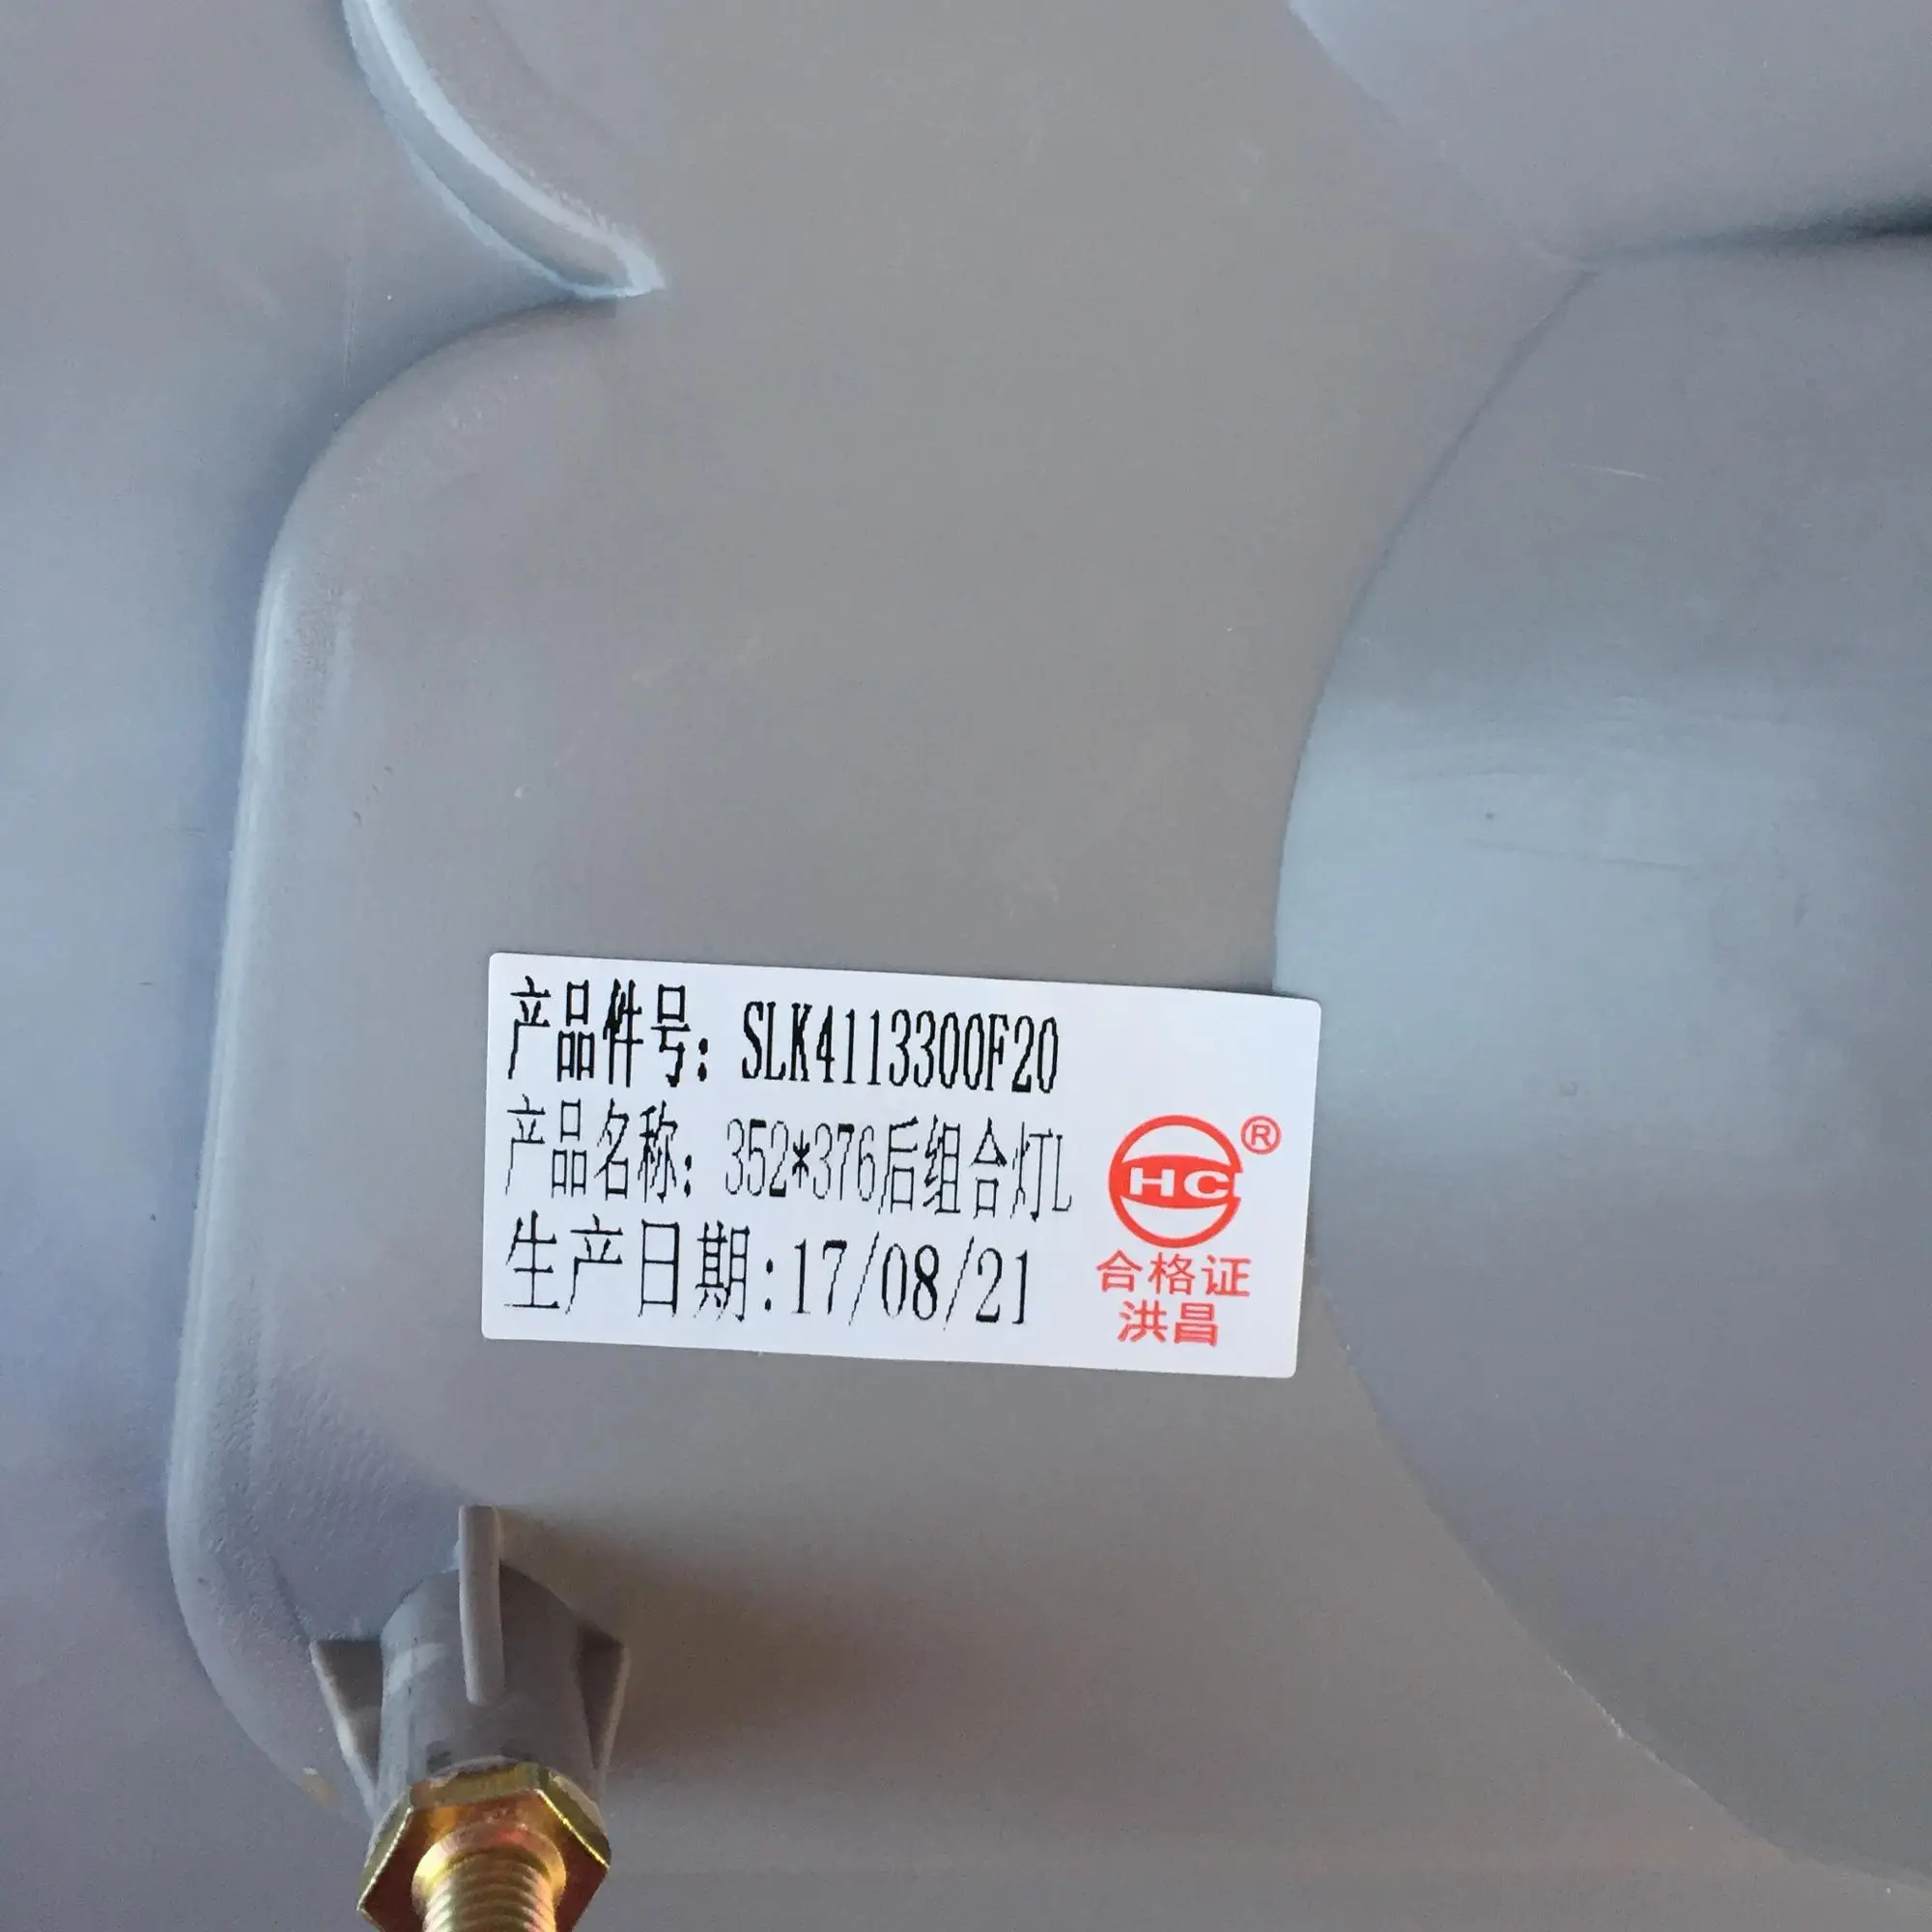 产品件号: SLK4113300F20
产品名称: 352*376后组合灯L
生产日期:17/08/21
HC®
合格证
洪昌